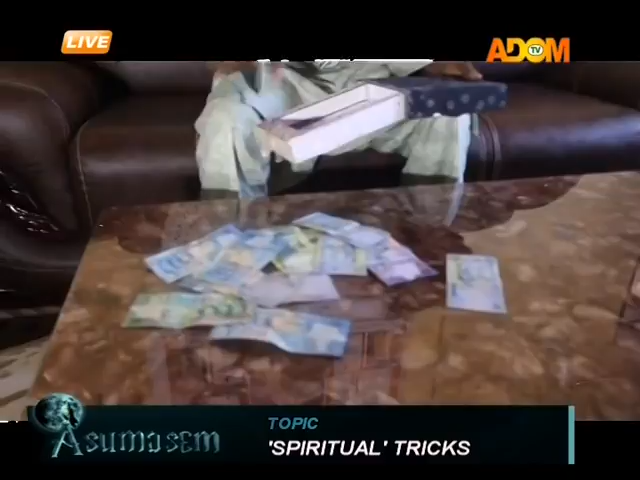 LIVE
ADOM TV
ASUMASEM
TOPIC
'SPIRITUAL' TRICKS